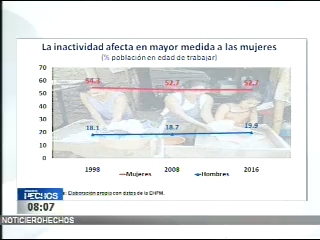 La inactividad afecta en mayor medida a las mujeres
(% población en edad de trabajar)
70
60
50
40
30
20
10
0
54.3 52.7 52.7
18.1 18.7 19.9
1998 2008 2016
Mujeres Hombres
Elaboración propia con datos de la EHPM.
HECHOS
08:07
NOTICIEROHECHOS